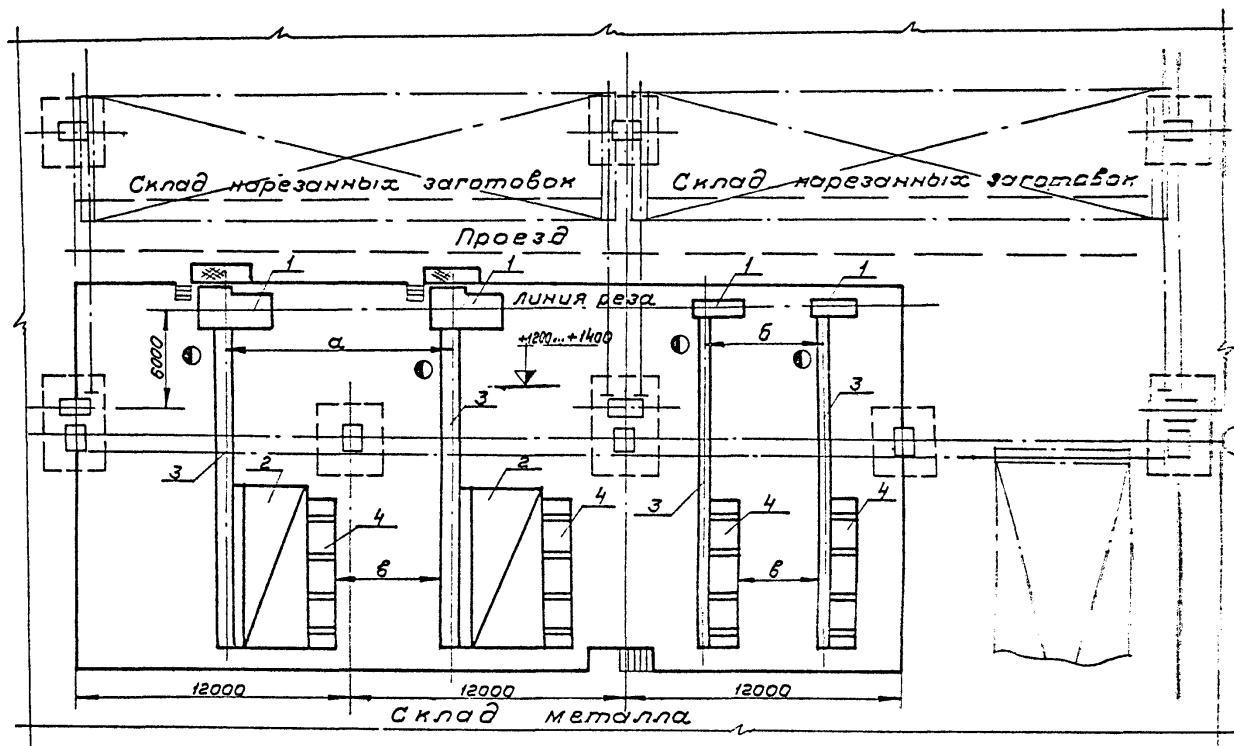 Склад нарезанных заготовок
Склад нарезанных заготовок
Проезд
1
1
линия реза
1
1
6000
а
+1200...+1400
б
3
3
2
2
3
4
4
4
4
в
в
3
12000
12000
12000
Склад металла